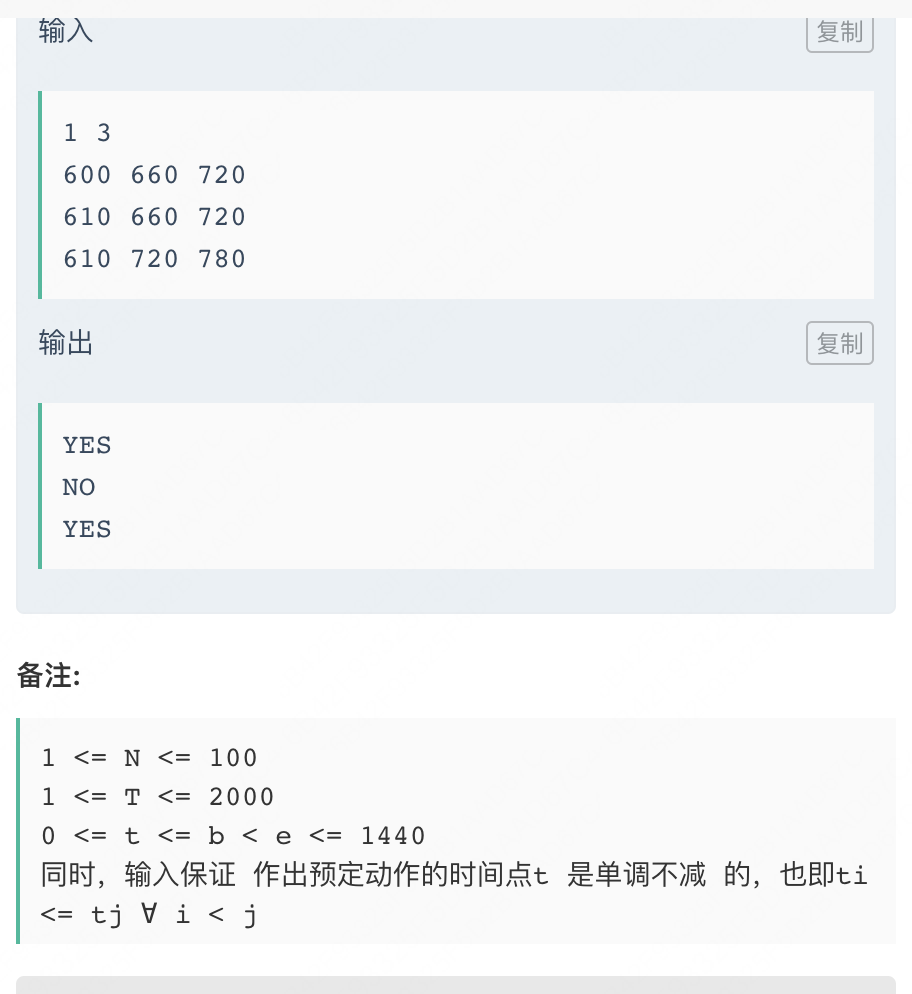 输入
复制
1 3
600 660 720
610 660 720
610 720 780
输出
复制
YES
NO
YES
备注:
1 <= N <= 100
1 <= T <= 2000
0 <= t <= b < e <= 1440
同时, 输入保证 作出预定动作的时间点t 是单调不减 的, 也即ti
<= tj ∀ i < j